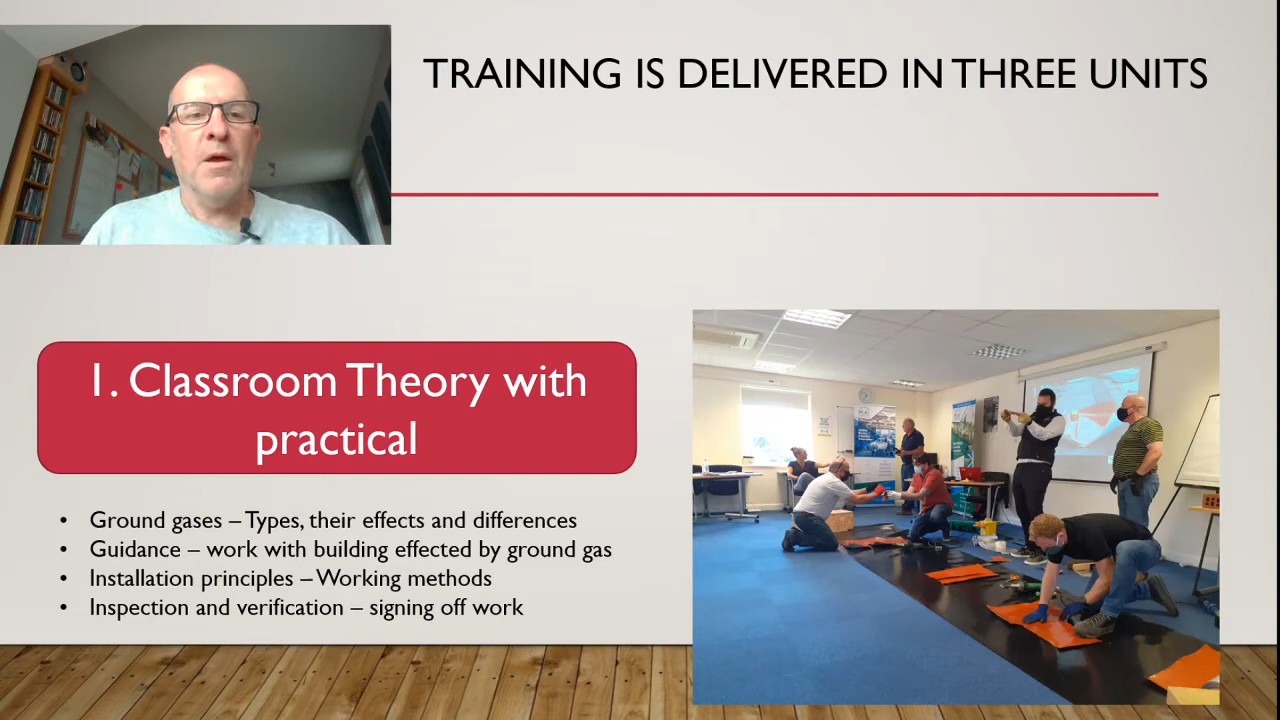 TRAINING IS DELIVERED IN THREE UNITS
1. Classroom Theory with
practical
• Ground gases – Types, their effects and differences
• Guidance – work with building effected by ground gas
• Installation principles – Working methods
• Inspection and verification – signing off work